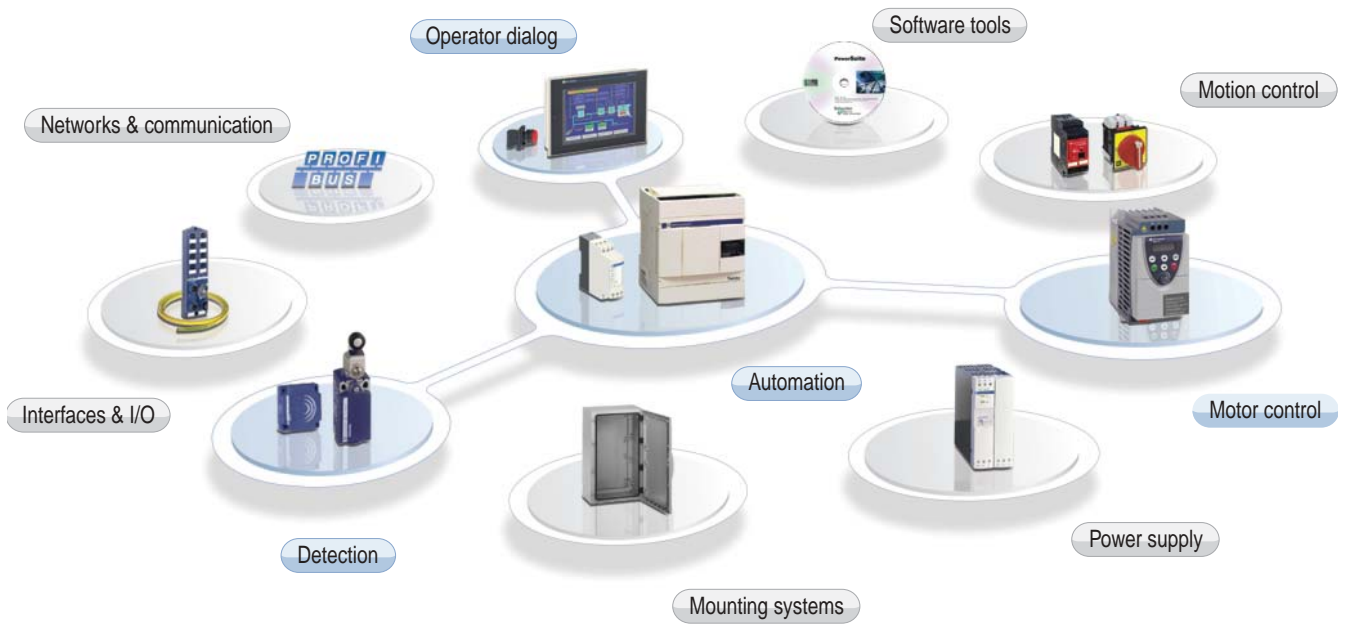 Operator dialog
Software tools
Motion control
Networks & communication
PowerSuite
PROFI
BUS
Automation
Interfaces & I/O
Motor control
Detection
Power supply
Mounting systems